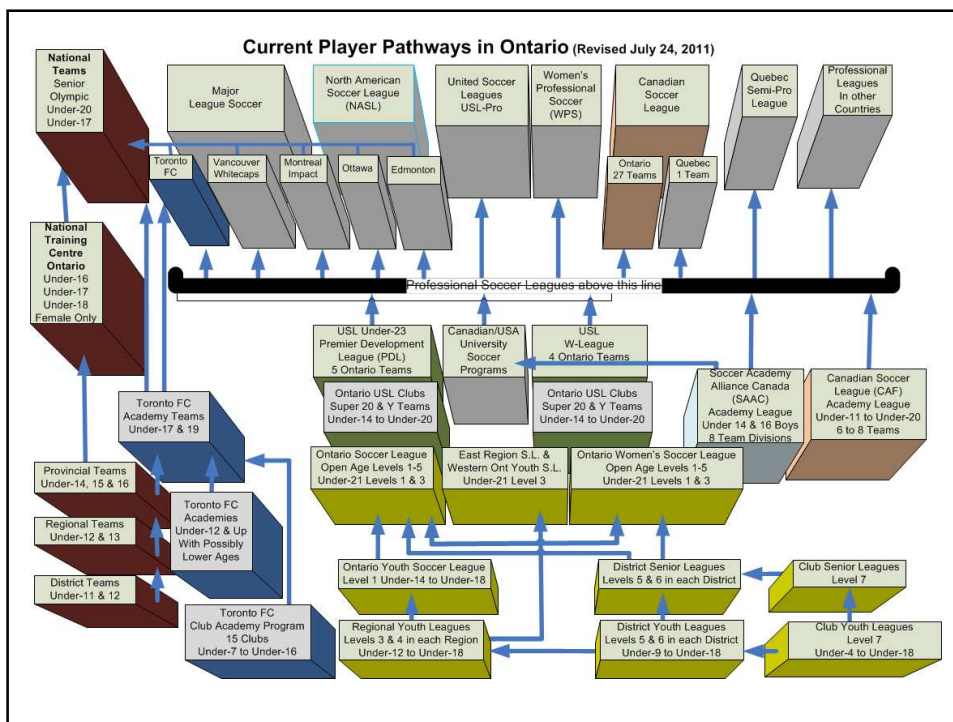 Current Player Pathways in Ontario (Revised July 24, 2011)
National
Teams
Senior
Olympic
Under-20
Under-17
Major
League Soccer
North American
Soccer League
(NASL)
United Soccer
Leagues
USL-Pro
Women's
Professional
Soccer
(WPS)
Canadian
Soccer
League
Quebec
Semi-Pro
League
Professional
Leagues
In other
Countries
Toronto
FC
Vancouver
Whitecaps
Montreal
Impact
Ottawa
Edmonton
Ontario
27 Teams
Quebec
1 Team
National
Training
Centre
Ontario
Under-16
Under-17
Under-18
Female Only
Professional Soccer Leagues above this line
USL Under-23
Premier Development
League (PDL)
5 Ontario Teams
Canadian/USA
University
Soccer
Programs
USL
W-League
4 Ontario Teams
Soccer Academy
Alliance Canada
(SAAC)
Academy League
Under 14 & 16 Boys
8 Team Divisions
Canadian Soccer
League (CAF)
Academy League
Under-11 to Under-20
6 to 8 Teams
Ontario USL Clubs
Super 20 & Y Teams
Under-14 to Under-20
Ontario USL Clubs
Super 20 & Y Teams
Under-14 to Under-20
Toronto FC
Academy Teams
Under-17 & 19
Ontario Soccer League
Open Age Levels 1-5
Under-21 Levels 1 & 3
East Region S.L. &
Western Ont Youth S.L.
Under-21 Level 3
Ontario Women's Soccer League
Open Age Levels 1-5
Under-21 Levels 1 & 3
Provincial Teams
Under-14, 15 & 16
Toronto FC
Academies
Under-12 & Up
With Possibly
Lower Ages
Regional Teams
Under-12 & 13
District Teams
Under-11 & 12
Ontario Youth Soccer League
Level 1 Under-14 to Under-18
District Senior Leagues
Levels 5 & 6 in each District
Club Senior Leagues
Level 7
Toronto FC
Club Academy Program
15 Clubs
Under-7 to Under-16
Regional Youth Leagues
Levels 3 & 4 in each Region
Under-12 to Under-18
District Youth Leagues
Levels 5 & 6 in each District
Under-9 to Under-18
Club Youth Leagues
Level 7
Under-4 to Under-18